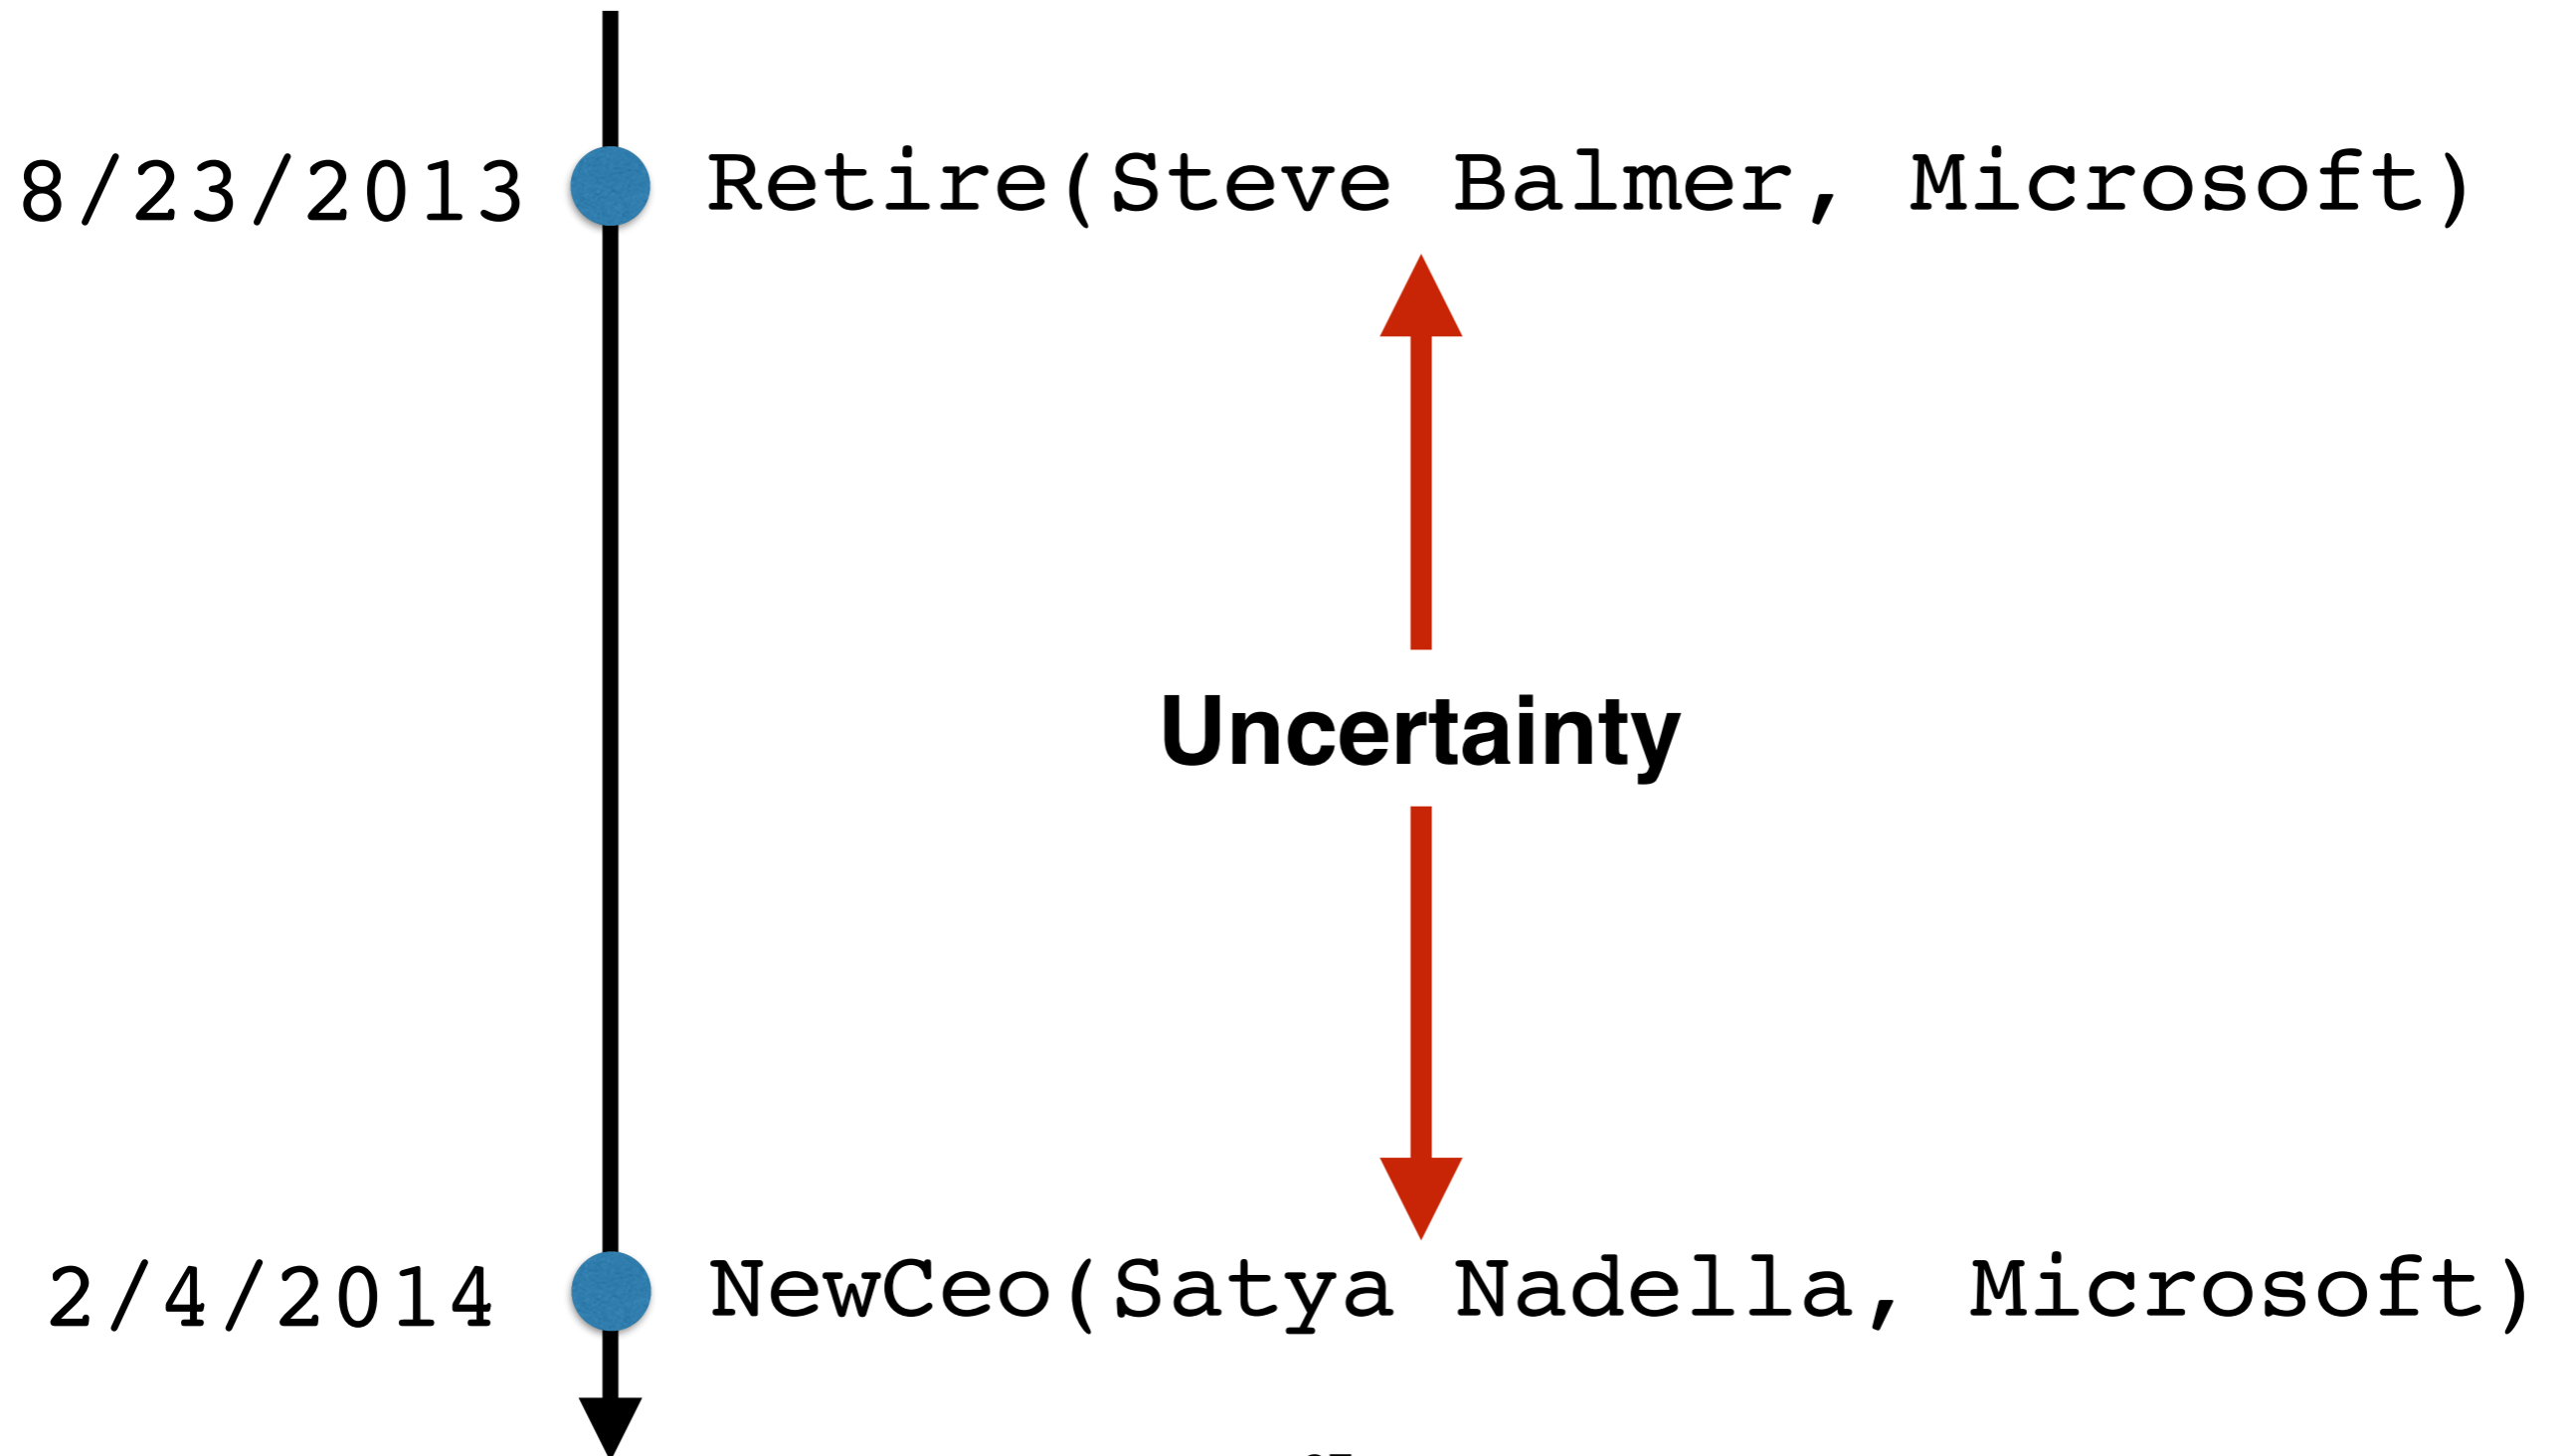 8/23/2013 Retire(Steve Balmer, Microsoft)
Uncertainty
2/4/2014 NewCeo(Satya Nadella, Microsoft)